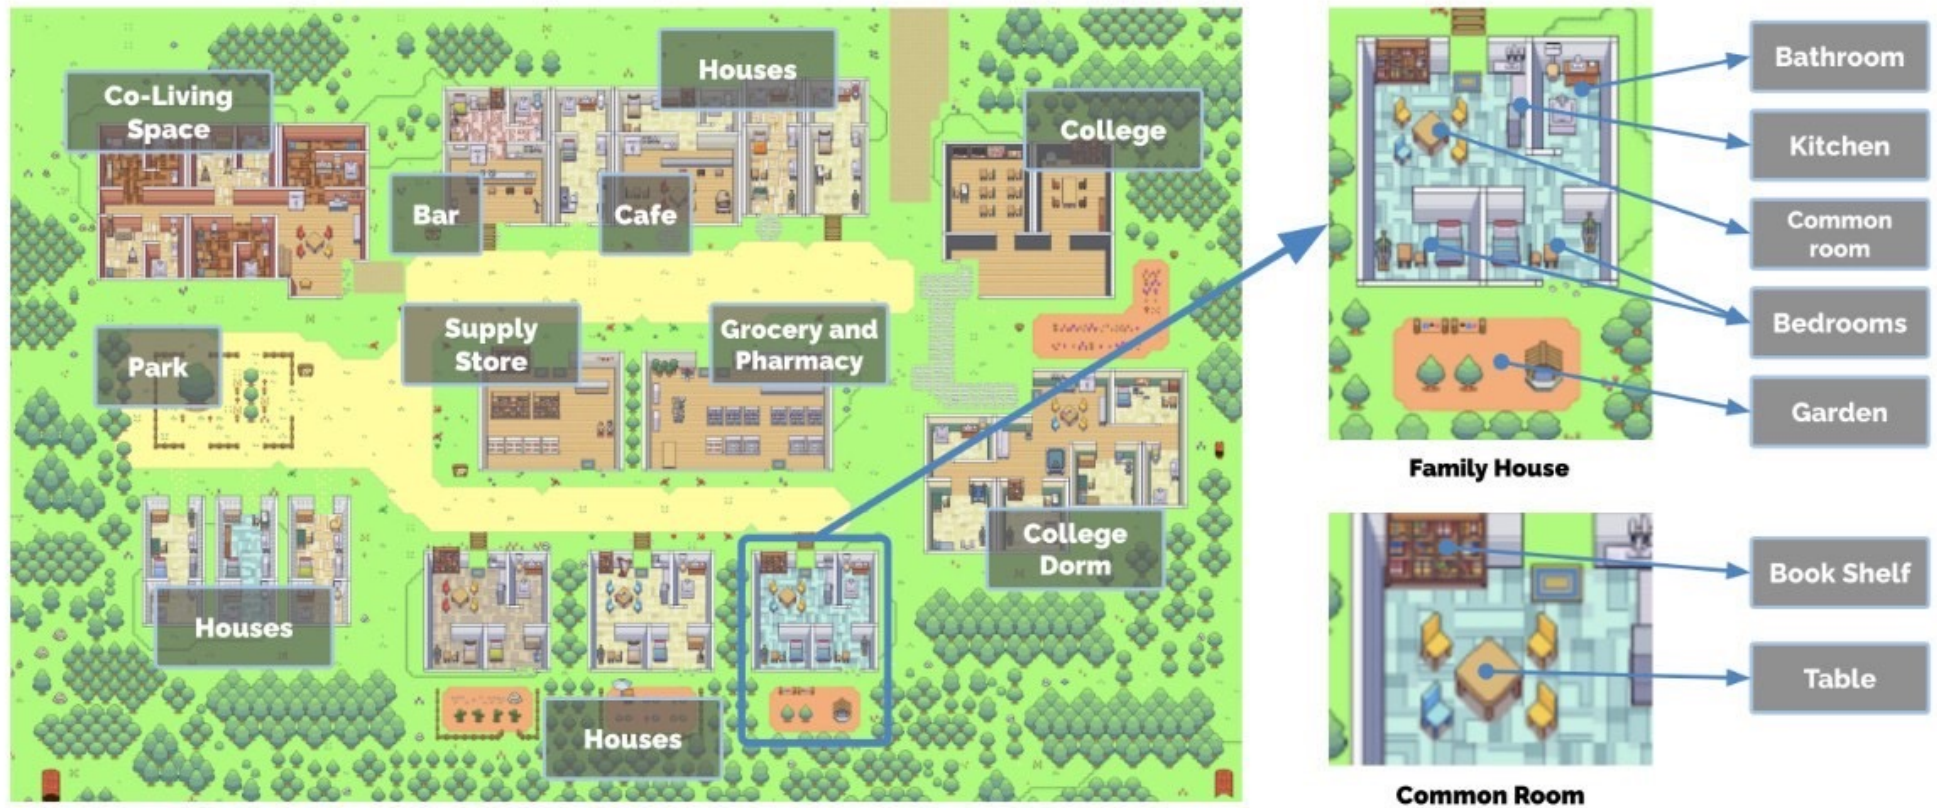 Co-Living
Space
Houses
College
Bar
Cafe
Park
Supply
Store
Grocery and
Pharmacy
College
Dorm
Houses
Houses
Bathroom
Kitchen
Common
room
Bedrooms
Garden
Family House
Book Shelf
Table
Common Room